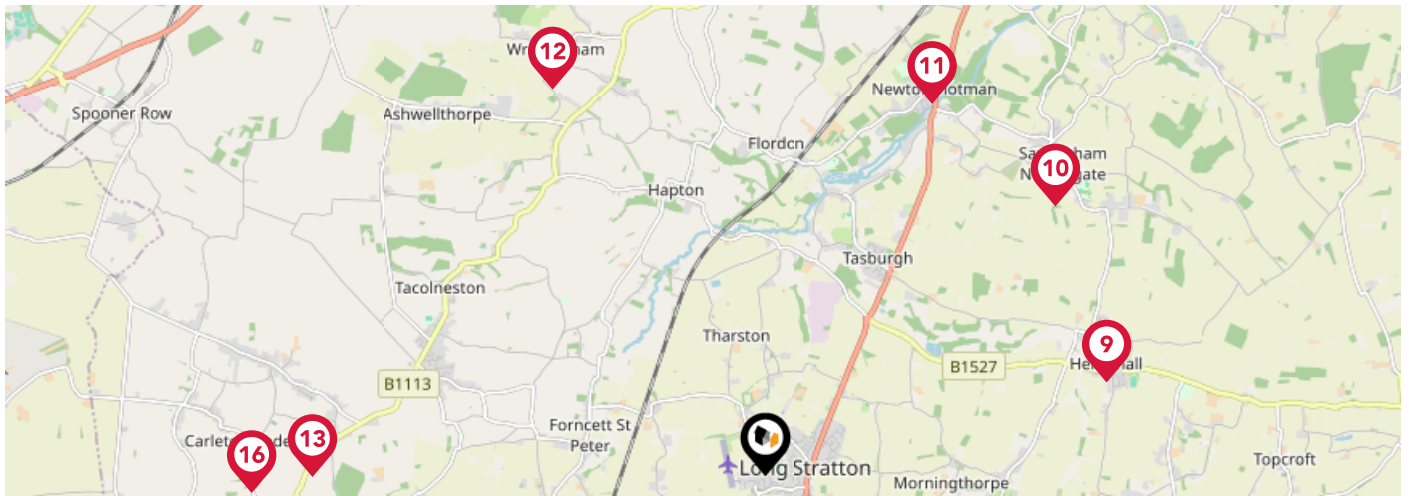 12
11
Spooner Row
Ashwellthorpe
Flordcn
10
Hapton
Tasburgh
Tacolneston
Tharston
9
B1527
B1113
Forncett St
Peter
13
16
Long Stratton
Morningthorpe
Topcroft